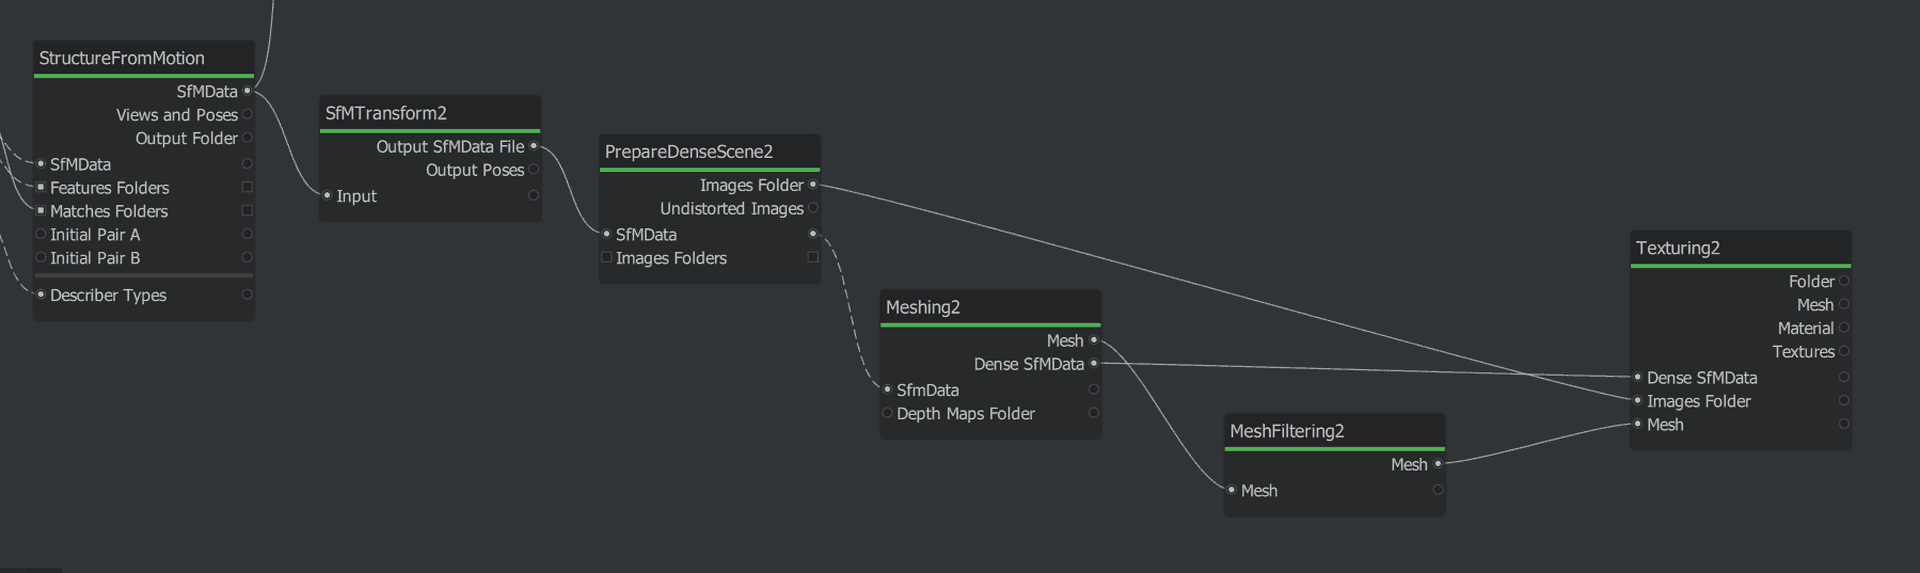 StructureFromMotion
SfMData
Views and Poses
Output Folder
SfMData
Features Folders
Matches Folders
Initial Pair A
Initial Pair B
Describer Types
SfMTransform2
Output SfMData File
Output Poses
Input
PrepareDenseScene2
Images Folder
Undistorted Images
SfMData
Images Folders
Meshing2
Mesh
Dense SfMData
SfmData
Depth Maps Folder
MeshFiltering2
Mesh
Mesh
Texturing2
Folder
Mesh
Material
Textures
Dense SfMData
Images Folder
Mesh